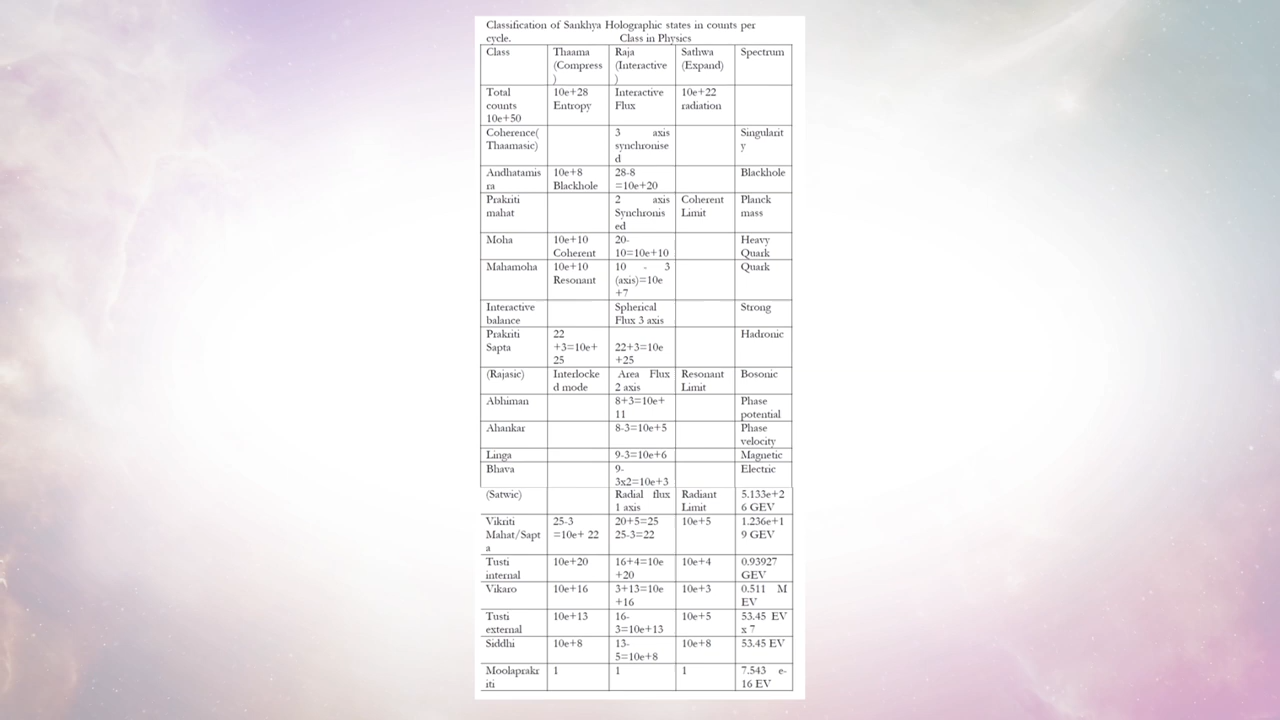 Classification of Sankhya Holographic states in counts per
cycle. Class in Physics
Class Thaama Raja Sathwa Spectrum
(Compress (Interactive (Expand)
) )
Total 10e+28 Interactive 10e+22
counts Entropy Flux radiation
10e+50
Coherence( 3 axis Singularit
Thaamasic) synchronise y
d
Andhatamis 10e+8 28-8 Blackhole
ra Blackhole =10e+20
Prakriti 2 axis Coherent Planck
mahat Synchronis Limit mass
ed
Moha 10e+10 20- Heavy
Coherent 10=10e+10 Quark
Mahamoha 10e+10 10 - 3 Quark
Resonant (axis)=10e
+7
Interactive Spherical Strong
balance Flux 3 axis
Prakriti 22 Hadronic
Sapta +3=10e+ 22+3=10e
25 +25
(Rajasic) Interlocke Area Flux Resonant Bosonic
d mode 2 axis Limit
Abhiman 8+3=10e+ Phase
11 potential
Ahankar 8-3=10e+5 Phase
velocity
Linga 9-3=10e+6 Magnetic
Bhava 9- Electric
3x2=10e+3
(Satwic) Radial flux Radiant 5.133e+2
1 axis Limit 6 GEV
Vikriti 25-3 20+5=25 10e+5 1.236e+1
Mahat/Sapt =10e+ 22 25-3=22 9 GEV
a
Tusti 10e+20 16+4=10e 10e+4 0.93927
internal +20 GEV
Vikaro 10e+16 3+13=10e 10e+3 0.511 M
+16 EV
Tusti 10e+13 16- 10e+5 53.45 EV
external 3=10e+13 x 7
Siddhi 10e+8 13- 10e+8 53.45 EV
5=10e+8
Moolaprakr 1 1 1 7.543 e-
iti 16 EV